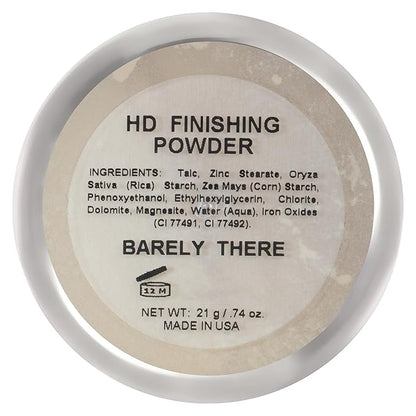 HD FINISHING
POWDER
INGREDIENTS: Talc, Zinc Stearate, Oryza
Sativa (Rica) Starch, Zea Mays (Corn) Starch,
Phenoxyethanol, Ethylhexylglycerin, Chlorite,
Dolomite, Magnesite, Water (Aqua), Iron Oxides
(CI 77491, CI 77492).
BARELY THERE
12 M
NET WT: 21 g / .74 oz.
MADE IN USA